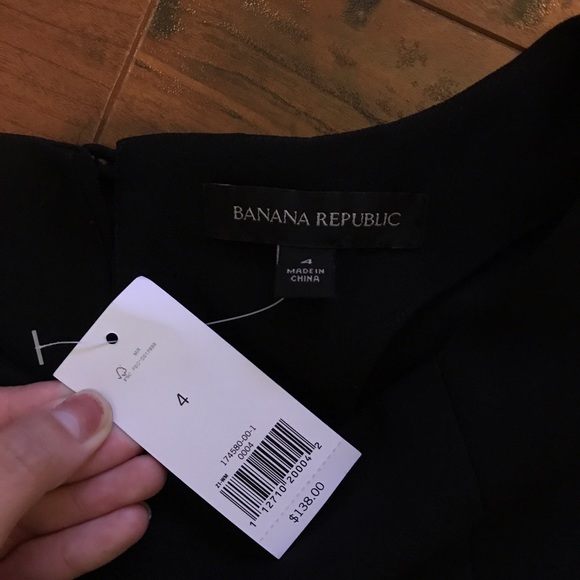 BANANA REPUBLIC
4
MADE IN
CHINA
4
174580-00-1
0004
1 12710 20004 2
$138.00